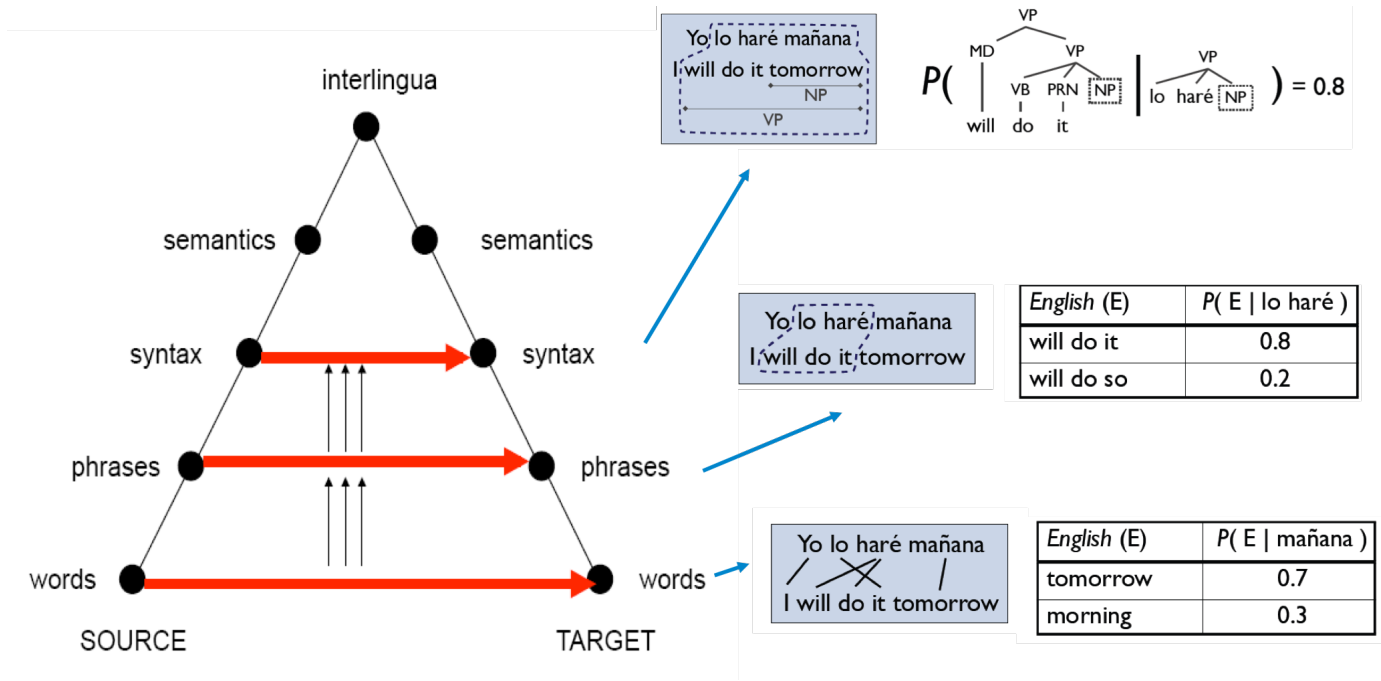 interlingua
semantics
semantics
syntax
syntax
phrases
phrases
words
words
SOURCE
TARGET
Yo lo haré mañana
I will do it tomorrow
NP
VP
VP
MD VP
VB PRN NP
will do it
P( | ) = 0.8
VP
lo haré NP
Yo lo haré mañana
I will do it tomorrow
English (E) P( E | lo haré )
will do it 0.8
will do so 0.2
Yo lo haré mañana
I will do it tomorrow
English (E) P( E | mañana )
tomorrow 0.7
morning 0.3